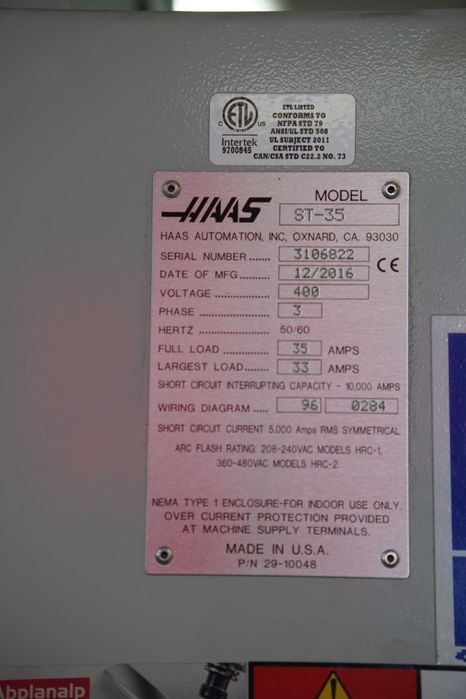 ETL LISTED
CONFORMS TO
NFPA STD 79
ANSI/UL STD 508
UL SUBJECT 2011
CERTIFIED TO
CAN/CSA STD C22.2 NO. 73
C ETL US
LISTED
Intertek
9700845
HAAS MODEL
ST-35
HAAS AUTOMATION, INC, OXNARD, CA. 93030
SERIAL NUMBER ....... 3106822
DATE OF MFG .......... 12/2016 CE
VOLTAGE ................. 400
PHASE ..................... 3
HERTZ ..................... 50/60
FULL LOAD ............... 35 AMPS
LARGEST LOAD ........ 33 AMPS
SHORT CIRCUIT INTERRUPTING CAPACITY - 10,000 AMPS
WIRING DIAGRAM ..... 96 0284
SHORT CIRCUIT CURRENT 5,000 Amps RMS SYMMETRICAL
ARC FLASH RATING: 208-240VAC MODELS HRC-1,
360-480VAC MODELS HRC-2.
NEMA TYPE 1 ENCLOSURE-FOR INDOOR USE ONLY.
OVER CURRENT PROTECTION PROVIDED
AT MACHINE SUPPLY TERMINALS.
MADE IN U.S.A.
P/N 29-10048
Applanalp